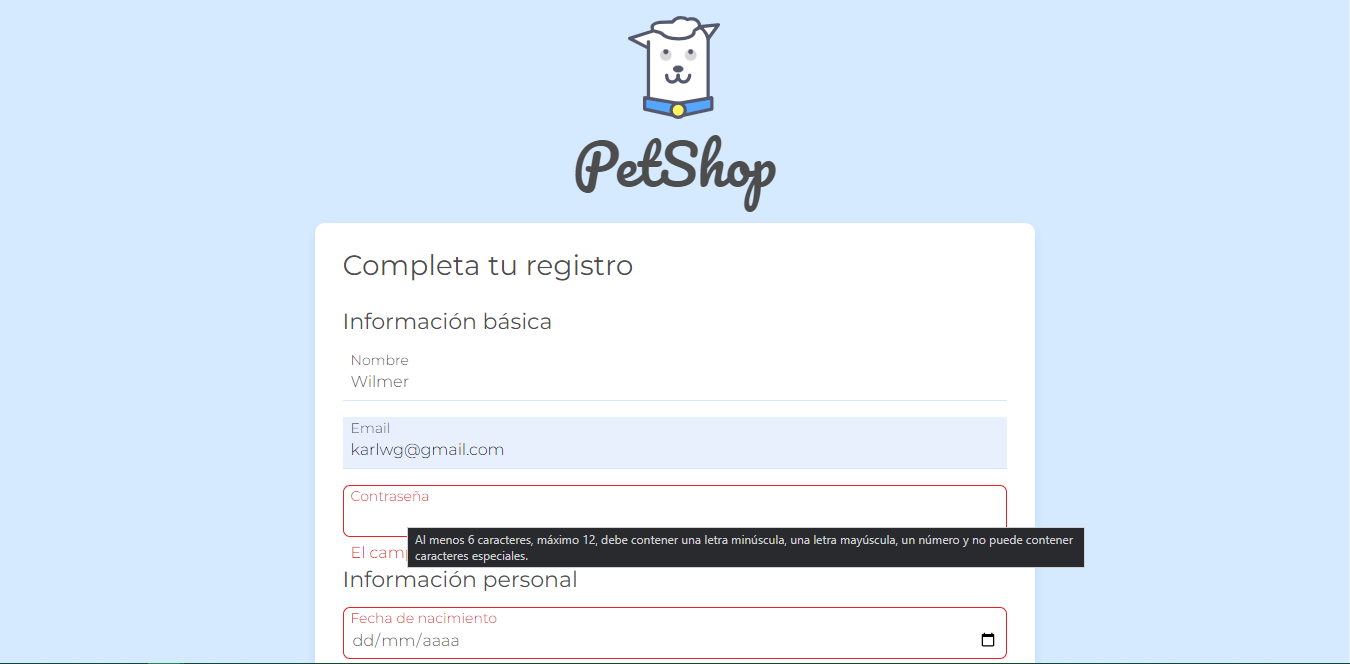 PetShop
Completa tu registro
Información básica
Nombre
Wilmer
Email
karlwg@gmail.com
Contraseña
Al menos 6 caracteres, máximo 12, debe contener una letra minúscula, una letra mayúscula, un número y no puede contener
caracteres especiales.
El
Información personal
Fecha de nacimiento
dd/mm/aaaa